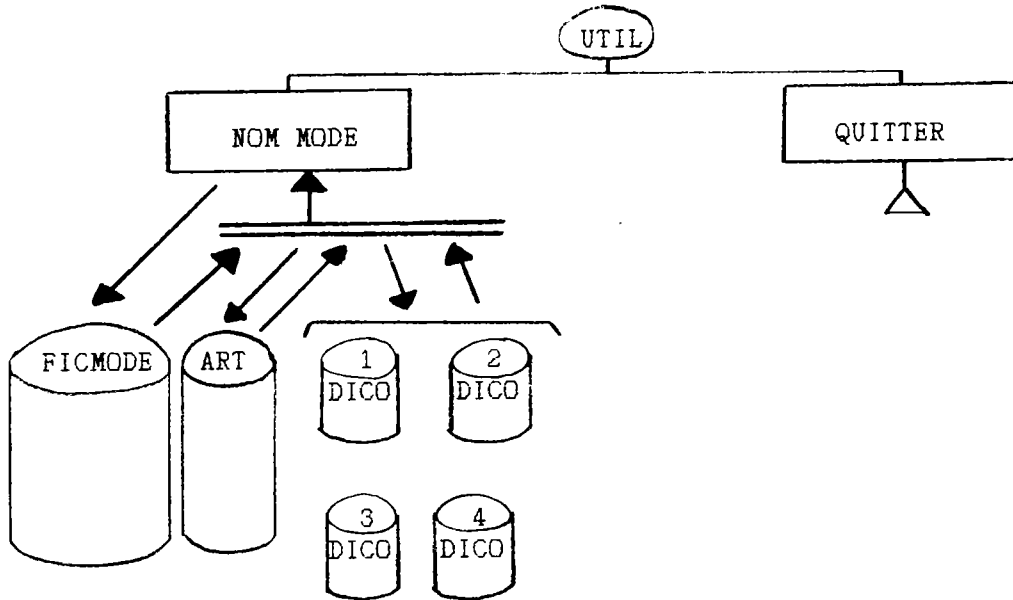 UTIL
NOM MODE
QUITTER
FICMODE
ART
1
DICO
2
DICO
3
DICO
4
DICO